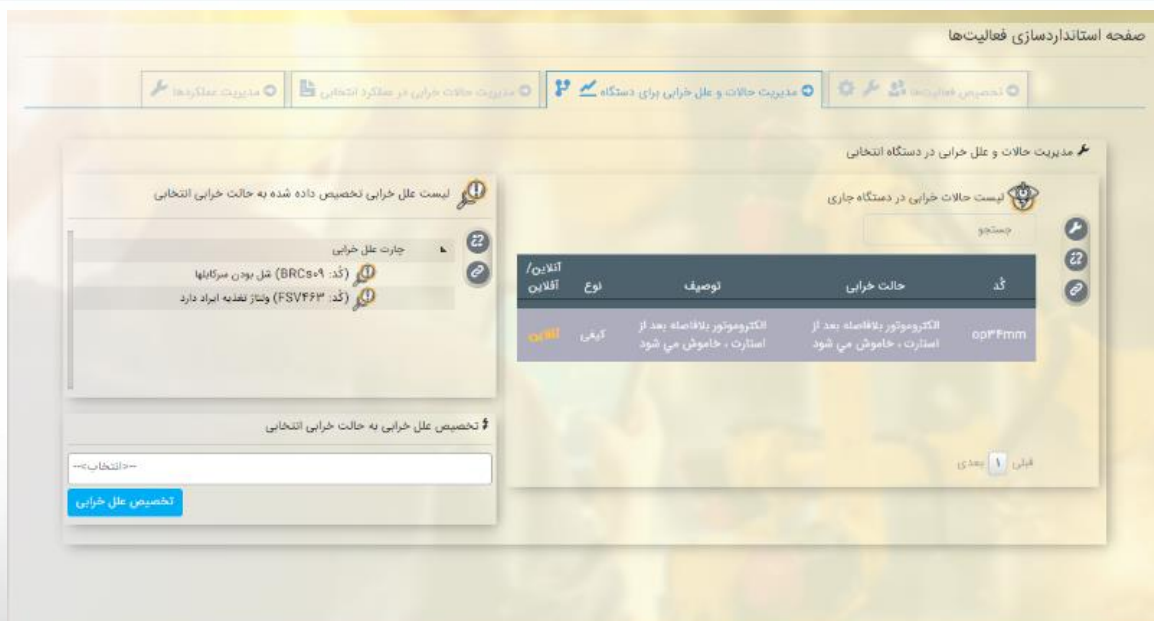 صفحه استانداردسازی فعالیت‌ها
تخصیص فعالیت‌ها
مدیریت حالات و علل خرابی برای دستگاه
مدیریت حالات خرابی در عملکرد انتخابی
مدیریت عملکردها
مدیریت حالات و علل خرابی در دستگاه انتخابی
لیست حالات خرابی در دستگاه جاری
جستجو
کُد حالت خرابی توصیف نوع آنلاین/
آفلاین
op34mm الکتروموتور بلافاصله بعد از الکتروموتور بلافاصله بعد از کیفی
استارت ، خاموش می شود استارت ، خاموش می شود
قبلی ۱ بعدی
لیست علل خرابی تخصیص داده شده به حالت خرابی انتخابی
چارت علل خرابی
(کُد: BRCs۰۹) شل بودن سرکابلها
(کُد: FSV۴۶۳) ولتاژ تغذیه ایراد دارد
تخصیص علل خرابی به حالت خرابی انتخابی
--<انتخاب>--
تخصیص علل خرابی